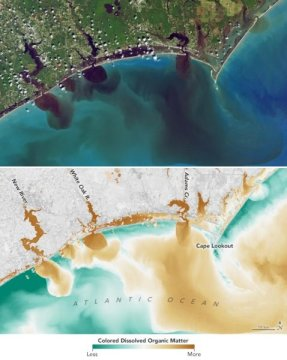 New River
White Oak R.
Adams Cr.
Cape Lookout
ATLANTIC OCEAN
N
Colored Dissolved Organic Matter
Less
More